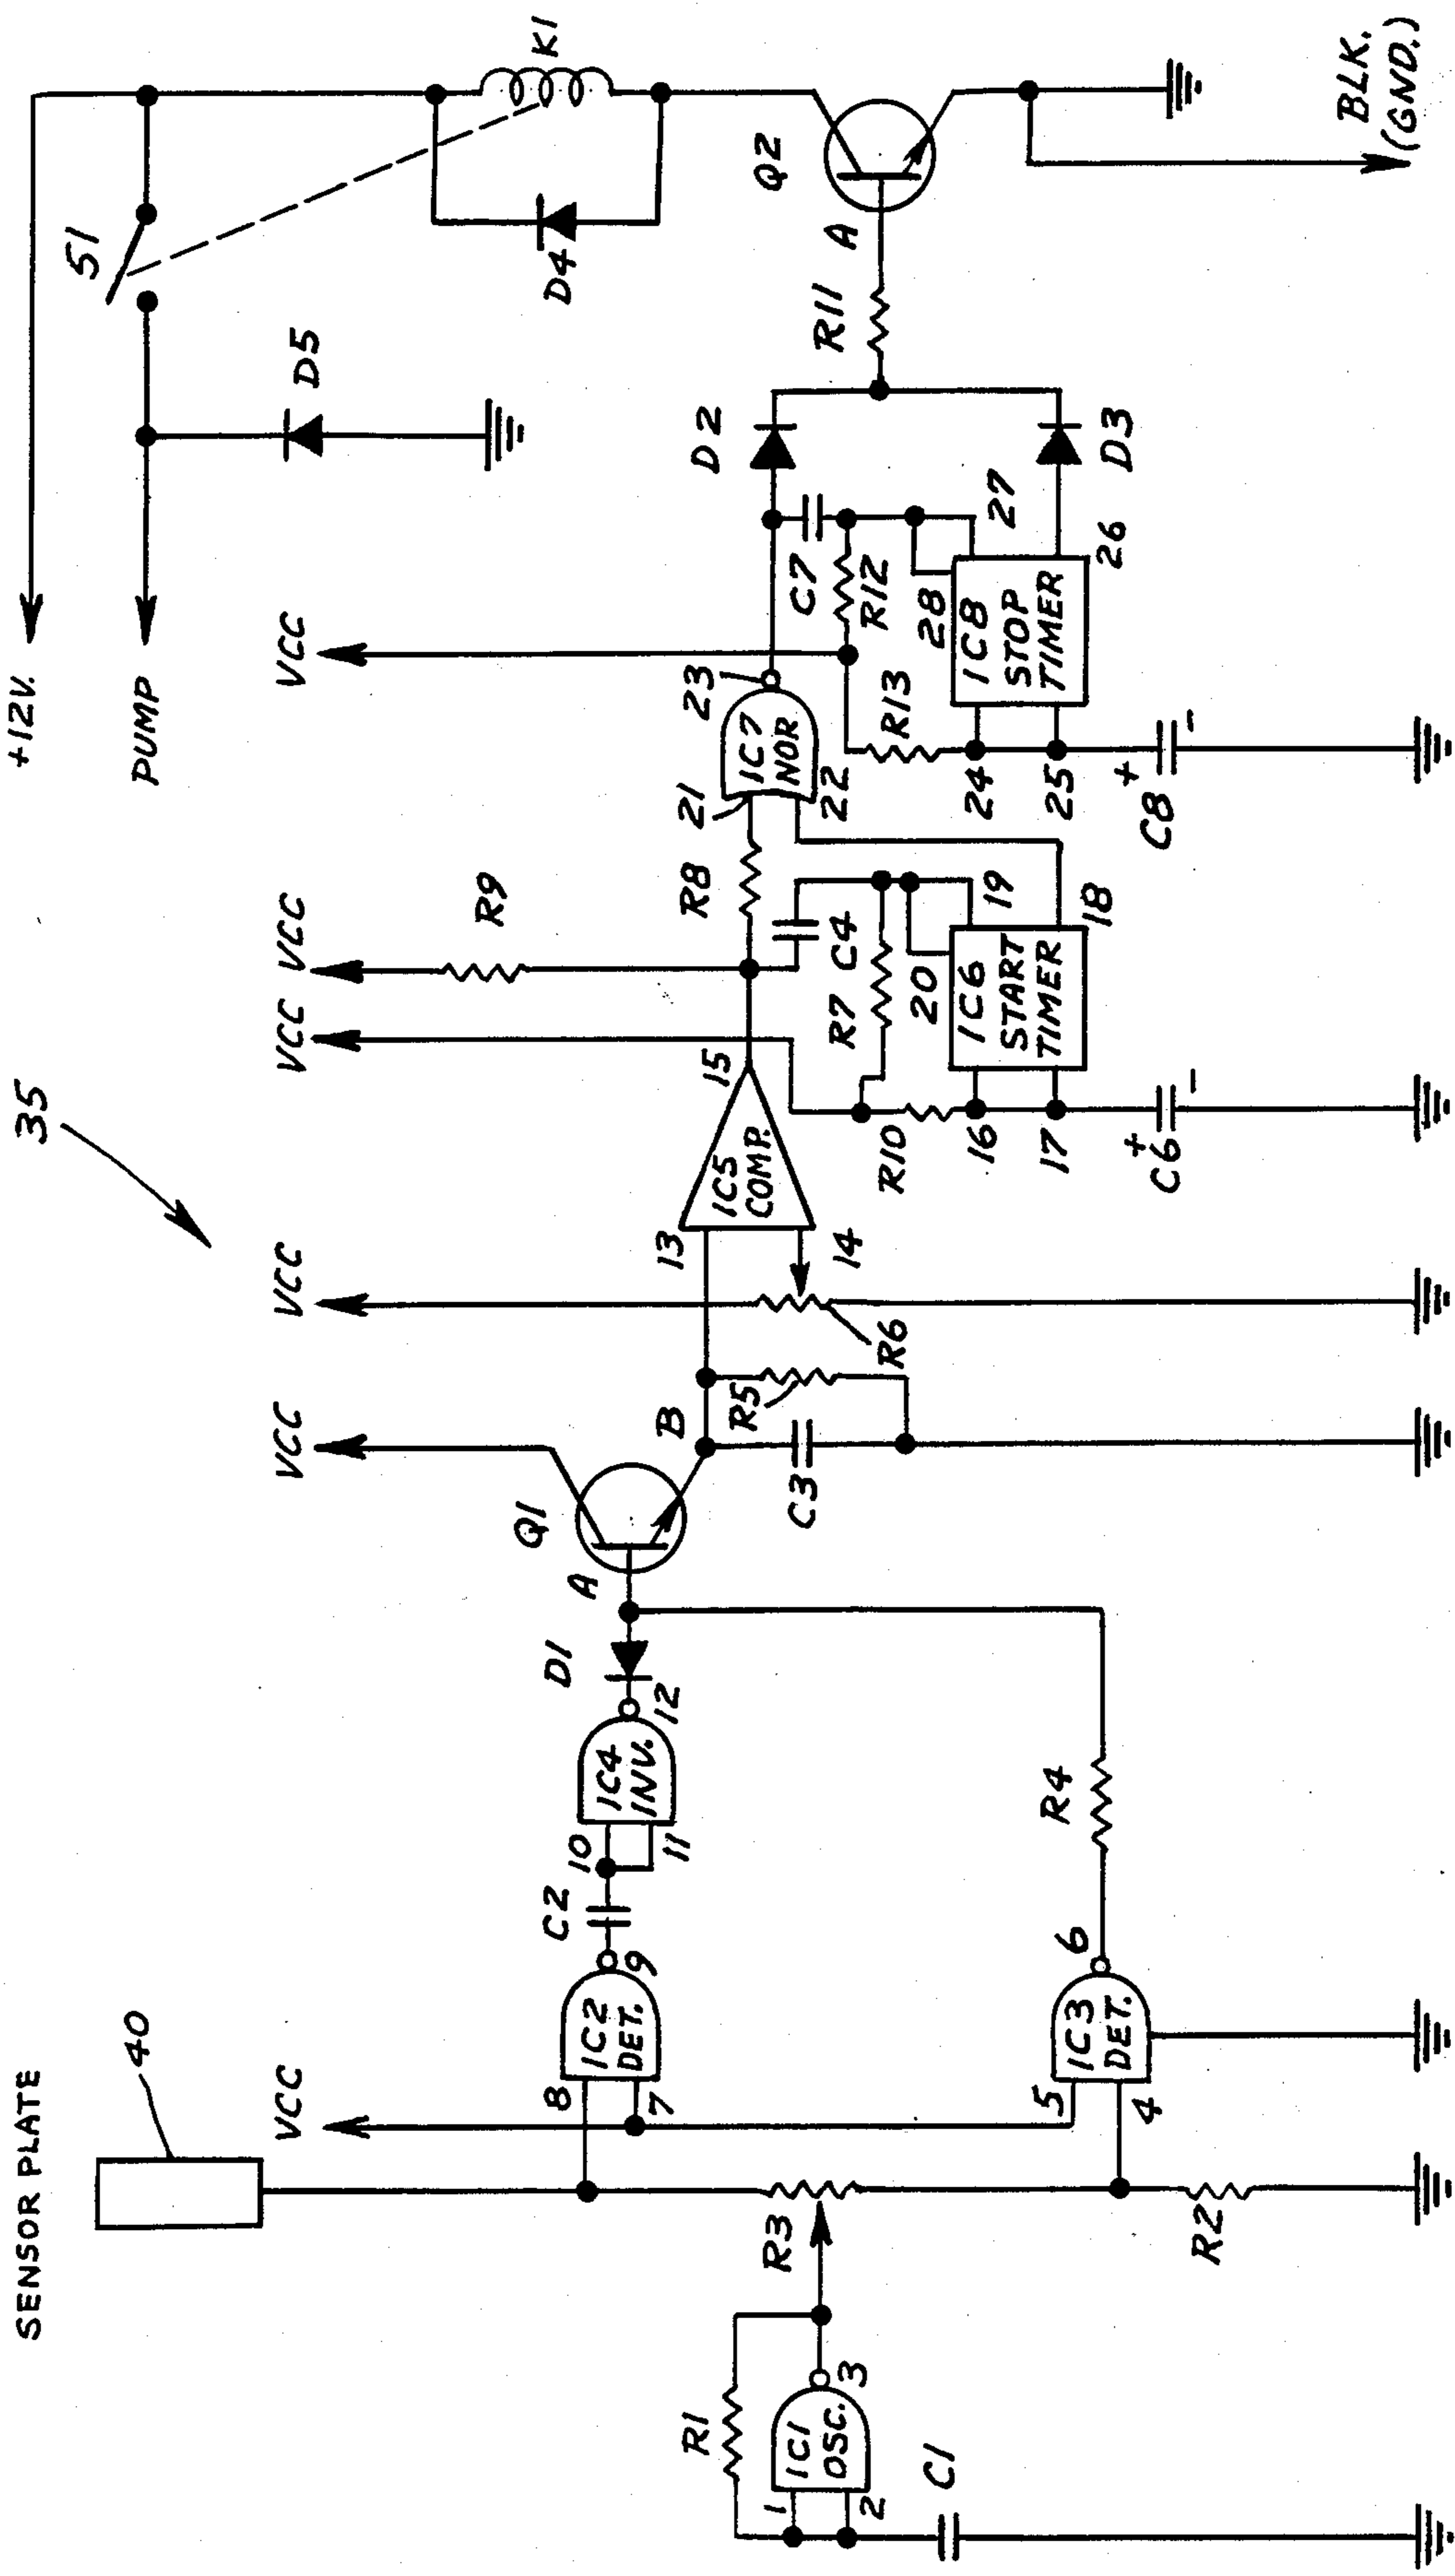 SENSOR PLATE
40
35
+12V.
PUMP
S1
K1
D5
D4
VCC
VCC
VCC
VCC
VCC
VCC
R1
1
2
IC1
OSC.
3
C1
R3
R2
8
7
IC2
DET.
9
5
4
IC3
DET.
6
C2
10
11
IC4
INV.
12
D1
R4
A
Q1
B
C3
R5
R6
13
14
IC5
COMP.
15
R9
R8
C4
R7
R10
16
17
20
19
IC6
START
TIMER
18
C6
+
-
21
22
IC7
NOR
23
C7
R12
R13
24
25
28
27
IC8
STOP
TIMER
26
C8
+
-
D2
D3
R11
A
Q2
BLK.
(GND.)